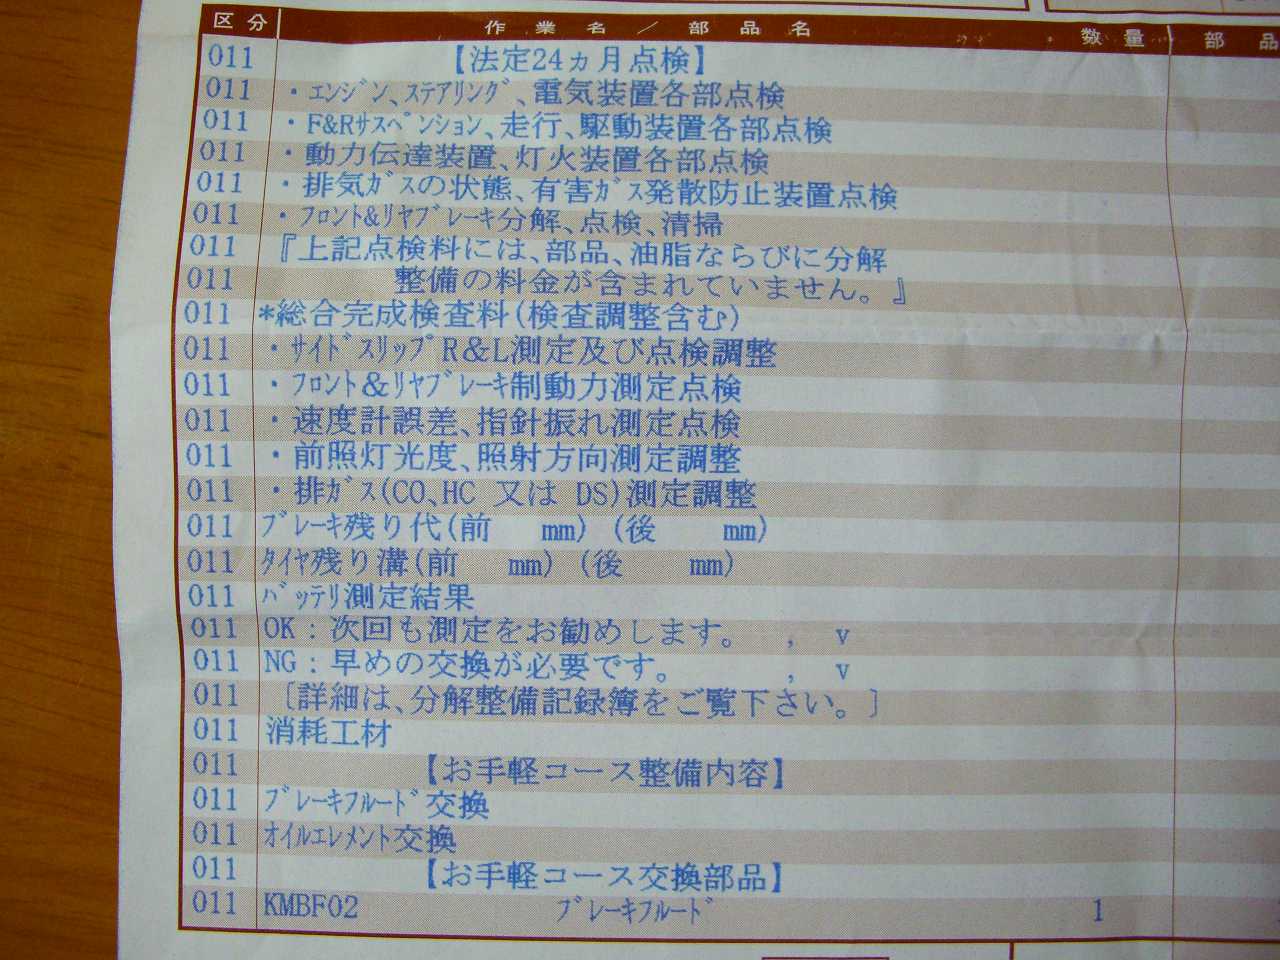 区分 作業名／部品名 数量 部品
011 【法定24ヵ月点検】
011 ・ｴﾝｼﾞﾝ、ｽﾃｱﾘﾝｸﾞ、電気装置各部点検
011 ・F&Rｻｽﾍﾟﾝｼｮﾝ、走行、駆動装置各部点検
011 ・動力伝達装置、灯火装置各部点検
011 ・排気ｶﾞｽの状態、有害ｶﾞｽ発散防止装置点検
011 ・ﾌﾛﾝﾄ&ﾘﾔﾌﾞﾚｰｷ分解、点検、清掃
011 『上記点検料には、部品、油脂ならびに分解
011 整備の料金が含まれていません。』
011 *総合完成検査料(検査調整含む)
011 ・ｻｲﾄﾞｽﾘｯﾌﾟR＆L測定及び点検調整
011 ・ﾌﾛﾝﾄ＆ﾘﾔﾌﾞﾚｰｷ制動力測定点検
011 ・速度計誤差、指針振れ測定点検
011 ・前照灯光度、照射方向測定調整
011 ・排ｶﾞｽ(CO、HC 又は DS)測定調整
011 ﾌﾞﾚｰｷ残り代(前 mm) (後 mm)
011 ﾀｲﾔ残り溝(前 mm) (後 mm)
011 ﾊﾞｯﾃﾘ測定結果
011 OK：次回も測定をお勧めします。 , v
011 NG：早めの交換が必要です。 , v
011 〔詳細は、分解整備記録簿をご覧下さい。〕
011 消耗工材
011 【お手軽コース整備内容】
011 ﾌﾞﾚｰｷﾌﾙｰﾄﾞ交換
011 ｵｲﾙｴﾚﾒﾝﾄ交換
011 【お手軽コース交換部品】
011 KMBF02 ﾌﾞﾚｰｷﾌﾙｰﾄﾞ 1